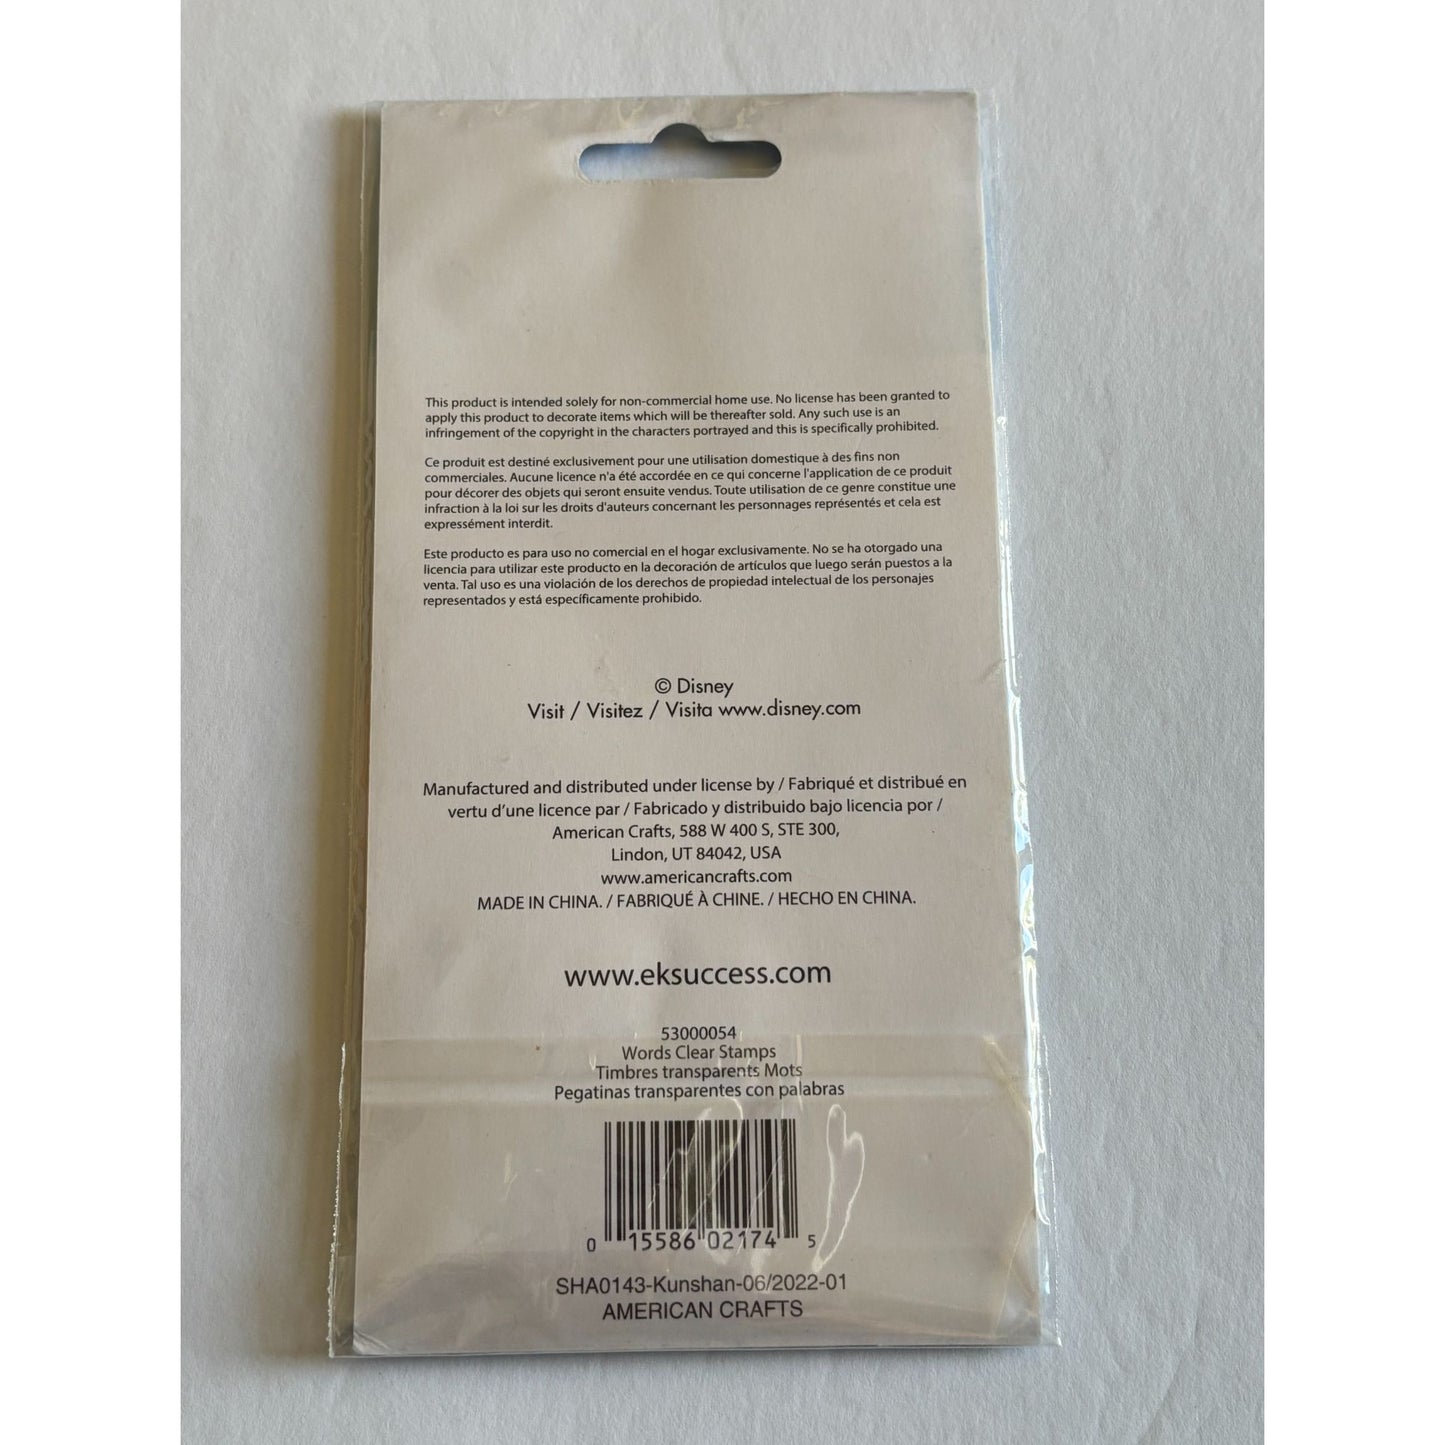 This product is intended solely for non-commercial home use. No license has been granted to
apply this product to decorate items which will be thereafter sold. Any such use is an
infringement of the copyright in the characters portrayed and this is specifically prohibited.
Ce produit est destiné exclusivement pour une utilisation domestique à des fins non
commerciales. Aucune licence n'a été accordée en ce qui concerne l'application de ce produit
pour décorer des objets qui seront ensuite vendus. Toute utilisation de ce genre constitue une
infraction à la loi sur les droits d'auteurs concernant les personnages représentés et cela est
expressément interdit.
Este producto es para uso no comercial en el hogar exclusivamente. No se ha otorgado una
licencia para utilizar este producto en la decoración de artículos que luego serán puestos a la
venta. Tal uso es una violación de los derechos de propiedad intelectual de los personajes
representados y está específicamente prohibido.
© Disney
Visit / Visitez / Visita www.disney.com
Manufactured and distributed under license by / Fabriqué et distribué en
vertu d'une licence par / Fabricado y distribuido bajo licencia por /
American Crafts, 588 W 400 S, STE 300,
Lindon, UT 84042, USA
www.americancrafts.com
MADE IN CHINA. / FABRIQUÉ À CHINE. / HECHO EN CHINA.
www.eksuccess.com
53000054
Words Clear Stamps
Timbres transparents Mots
Pegatinas transparentes con palabras
0 15586 02174 5
SHA0143-Kunshan-06/2022-01
AMERICAN CRAFTS